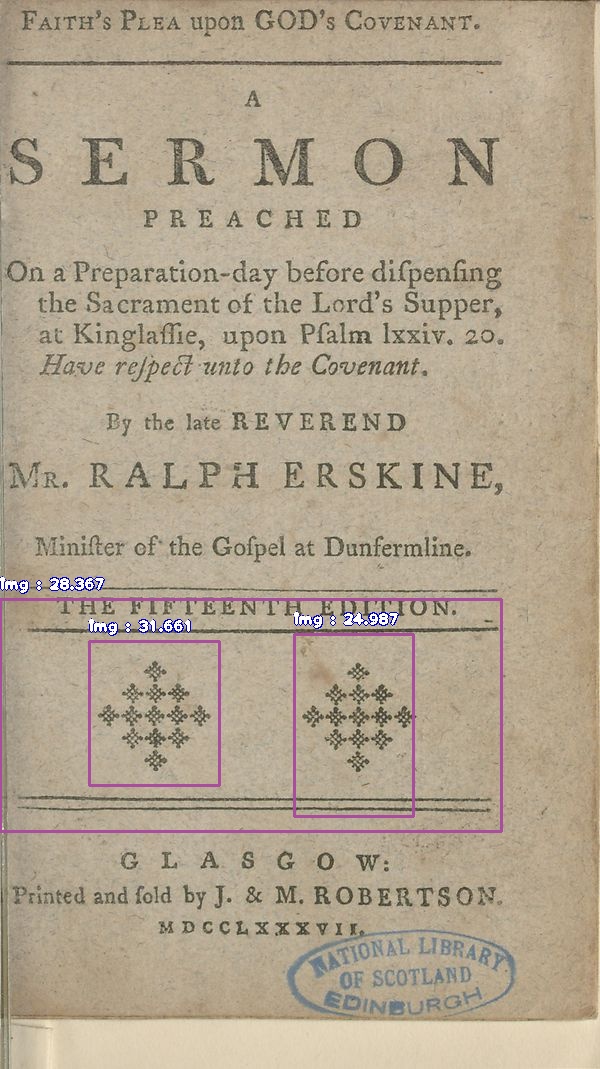 FAITH's PLEA upon GOD's COVENANT.
A
SERMON
PREACHED
On a Preparation-day before diſpenſing
the Sacrament of the Lord's Supper,
at Kinglaſſie, upon Pſalm lxxiv. 20.
Have reſpect unto the Covenant.
By the late REVEREND
MR. RALPH ERSKINE,
Miniſter of the Goſpel at Dunfermline.
Img : 28.367
THE FIFTEENTH EDITION.
Img : 31.661
Img : 24.987
GLASGOW:
Printed and ſold by J. & M. ROBERTSON.
MDCCLXXXVII.
NATIONAL LIBRARY
OF SCOTLAND
EDINBURGH